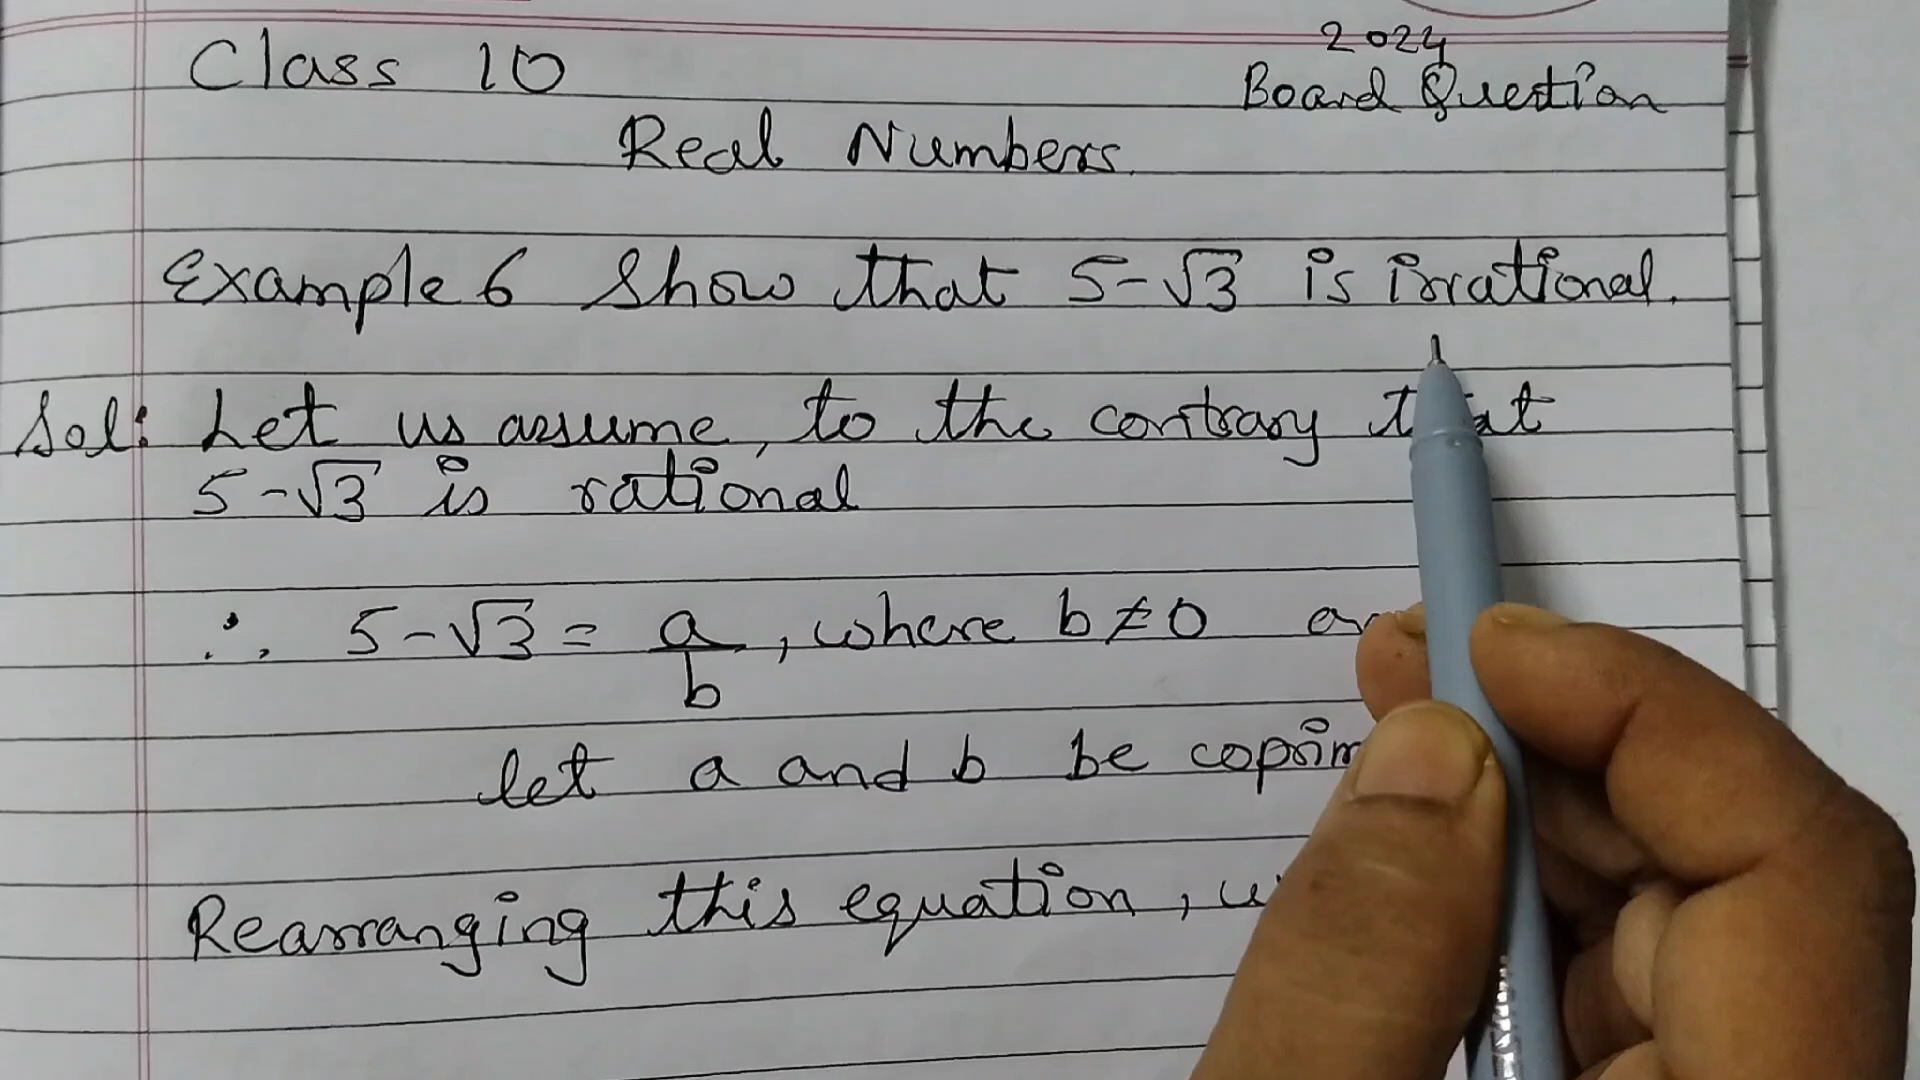 Class 10
2024
Board Question
Real Numbers.
Example 6 Show that 5-√3 is irrational.
Sol: Let us assume, to the contrary that
5-√3 is rational
∴ 5-√3 = a/b, where b≠0
let a and b be
Rearranging this equation,